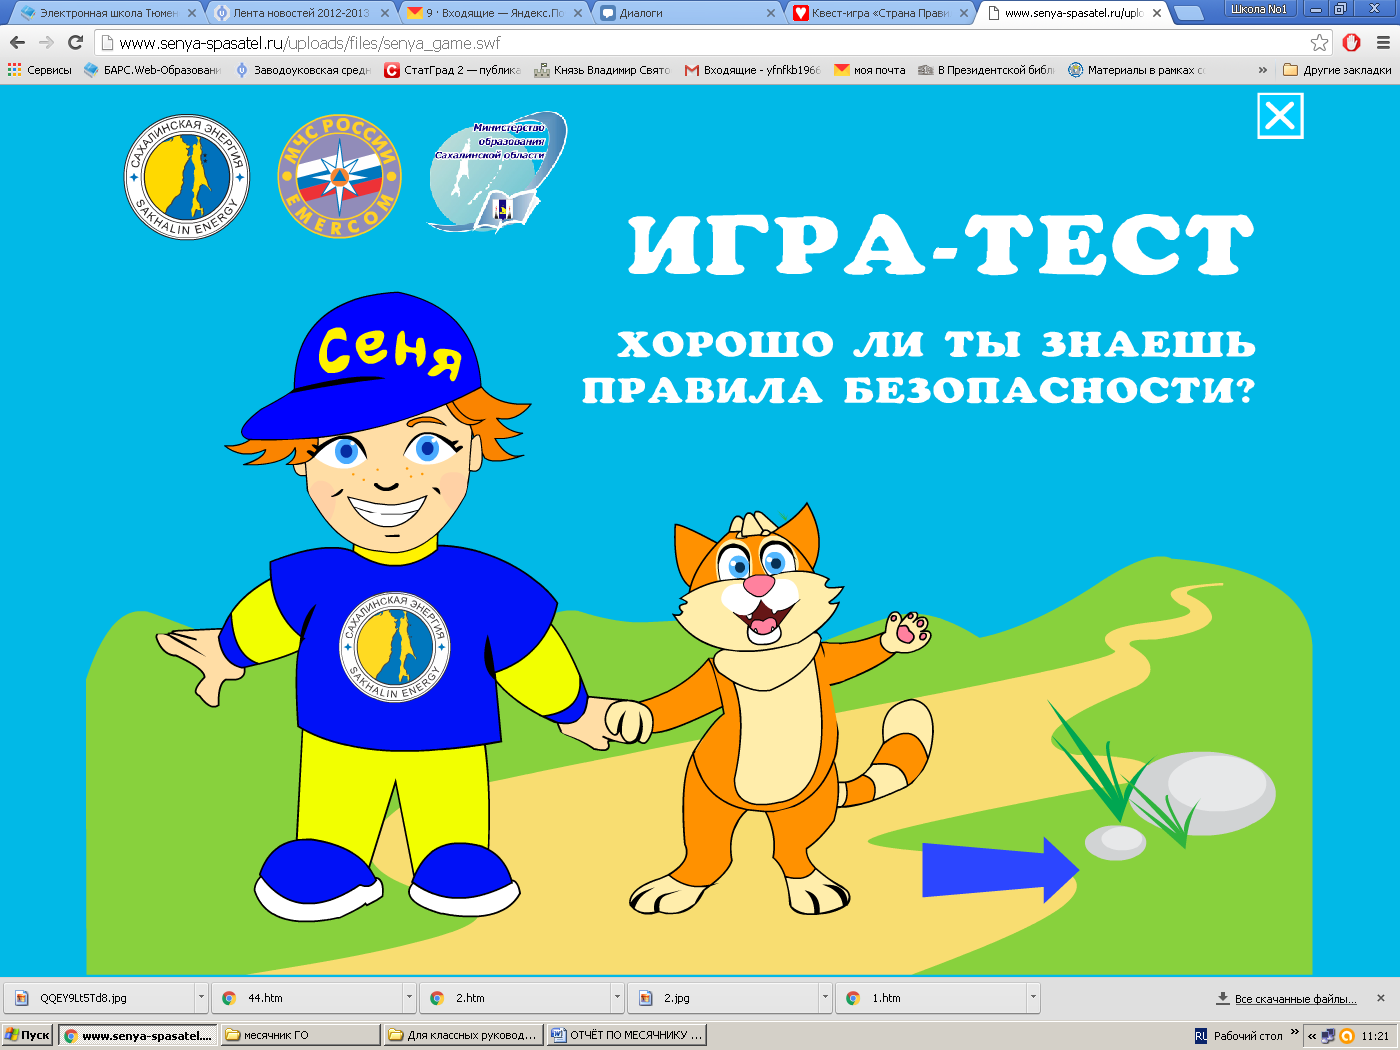 Электронная школа Тюмен
Лента новостей 2012-2013
9 · Входящие — Яндекс.По
Диалоги
Квест-игра «Страна Прави
www.senya-spasatel.ru/uplo
Школа No1
www.senya-spasatel.ru/uploads/files/senya_game.swf
Сервисы
БАРС.Web-Образовани
Заводоуковская средн
СтатГрад 2 — публика
Князь Владимир Свято
Входящие - yfnfkb1966
моя почта
В Президентской библ
Материалы в рамках со
»
Другие закладки
САХАЛИНСКАЯ ЭНЕРГИЯ
SAKHALIN ENERGY
МЧС РОССИИ
EMERCOM
Министерство
образования
Сахалинской области
ИГРА-ТЕСТ
ХОРОШО ЛИ ТЫ ЗНАЕШЬ
ПРАВИЛА БЕЗОПАСНОСТИ?
Сеня
САХАЛИНСКАЯ ЭНЕРГИЯ
SAKHALIN ENERGY
QQEY9Lt5Td8.jpg
44.htm
2.htm
2.jpg
1.htm
Все скачанные файлы...
Пуск
www.senya-spasatel....
месячник ГО
Для классных руковод...
ОТЧЁТ ПО МЕСЯЧНИКУ ...
RU
Рабочий стол
»
«
11:21